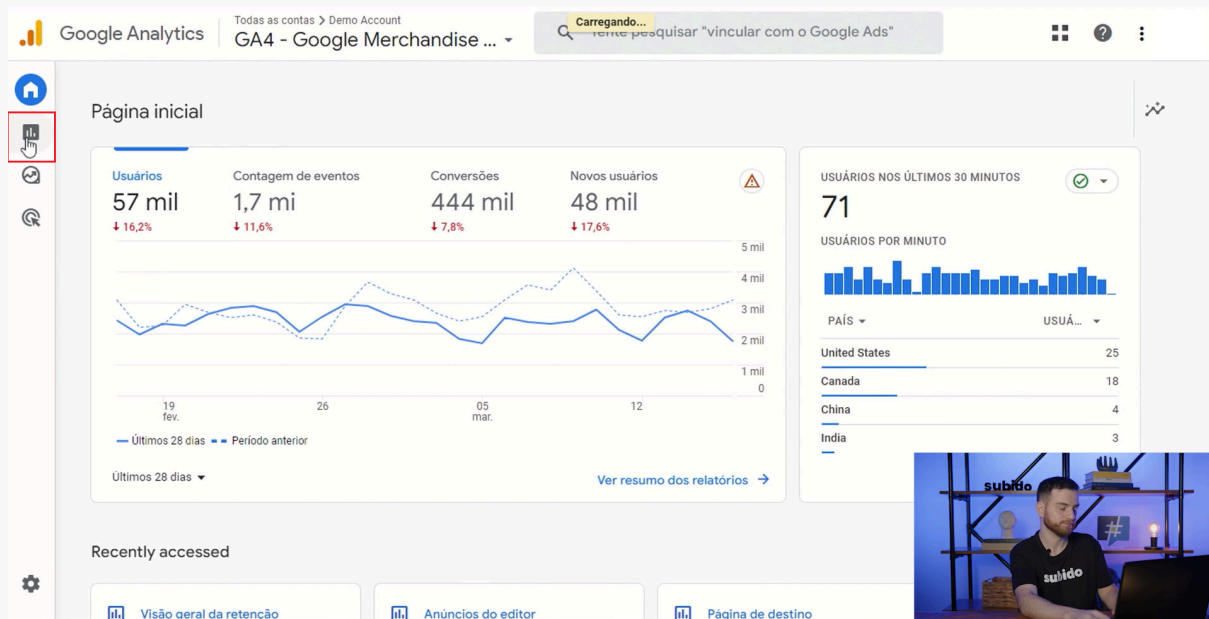 Google Analytics
Todas as contas > Demo Account
GA4 - Google Merchandise ...
Carregando...
Tente pesquisar "vincular com o Google Ads"
Página inicial
Usuários
57 mil
16,2%
Contagem de eventos
1,7 mi
11,6%
Conversões
444 mil
7,8%
Novos usuários
48 mil
17,6%
5 mil
4 mil
3 mil
2 mil
1 mil
0
19
fev.
26
05
mar.
12
Últimos 28 dias
Período anterior
Últimos 28 dias
Ver resumo dos relatórios
USUÁRIOS NOS ÚLTIMOS 30 MINUTOS
71
USUÁRIOS POR MINUTO
PAÍS
USUÁ...
United States 25
Canada 18
China 4
India 3
subido
#
subido
Recently accessed
Visão geral da retenção
Anúncios do editor
Página de destino